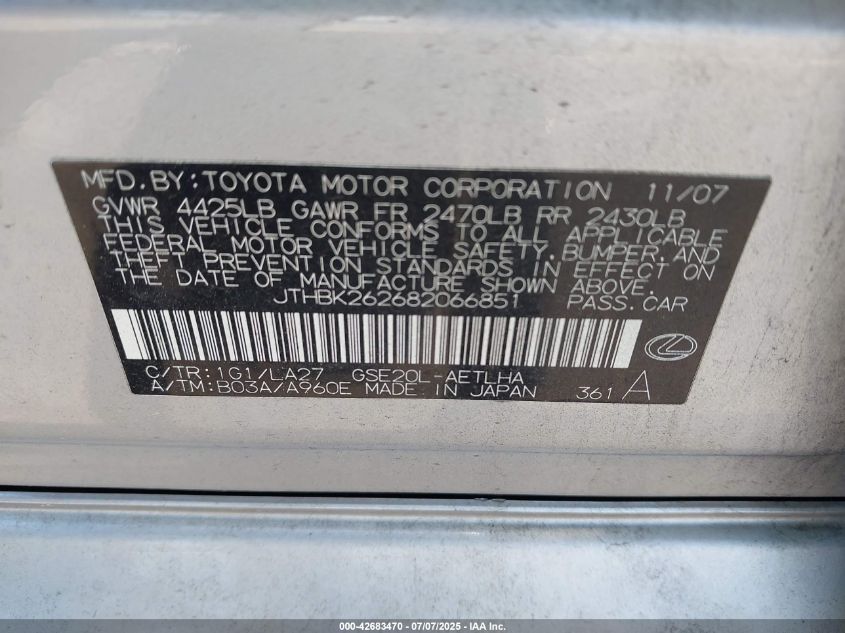 MFD. BY: TOYOTA MOTOR CORPORATION 11/07
GVWR 4425LB GAWR FR 2470LB RR 2430LB
THIS VEHICLE CONFORMS TO ALL APPLICABLE
FEDERAL MOTOR VEHICLE SAFETY, BUMPER, AND
THEFT PREVENTION STANDARDS IN EFFECT ON
THE DATE OF MANUFACTURE SHOWN ABOVE.
JTHBK262682066851 PASS. CAR
C/TR: 1G1/LA27 GSE20L-AETLHA
A/TM: B03A/A960E MADE IN JAPAN 361 A
000-42683470 - 07/07/2025 - IAA Inc.